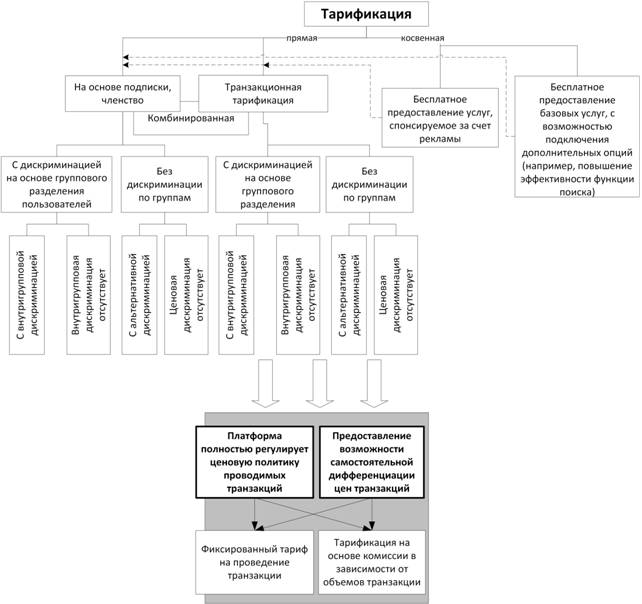 Тарификация
прямая
косвенная
На основе подписки,
членство
Транзакционная
тарификация
Комбинированная
Бесплатное
предоставление услуг,
спонсируемое за счет
рекламы
Бесплатное
предоставление
базовых услуг, с
возможностью
подключения
дополнительных опций
(например, повышение
эффективности функции
поиска)
С дискриминацией
на основе группового
разделения
пользователей
Без
дискриминации
по группам
С дискриминацией
на основе
группового
разделения
Без
дискриминации
по группам
С внутригрупповой
дискриминацией
Внутригрупповая
дискриминация
отсутствует
С альтернативной
дискриминацией
Ценовая
дискриминация
отсутствует
С внутригрупповой
дискриминацией
Внутригрупповая
дискриминация
отсутствует
С альтернативной
дискриминацией
Ценовая
дискриминация
отсутствует
Платформа
полностью регулирует
ценовую политику
проводимых
транзакций
Предоставление
возможности
самостоятельной
дифференциации
цен транзакций
Фиксированный тариф
на проведение
транзакции
Тарификация на
основе комиссии в
зависимости от
объемов транзакции